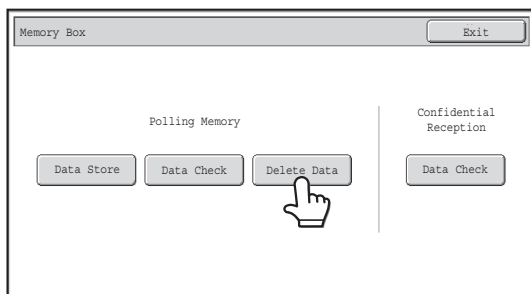 Memory Box
Exit
Polling Memory
Data Store
Data Check
Delete Data
Confidential
Reception
Data Check